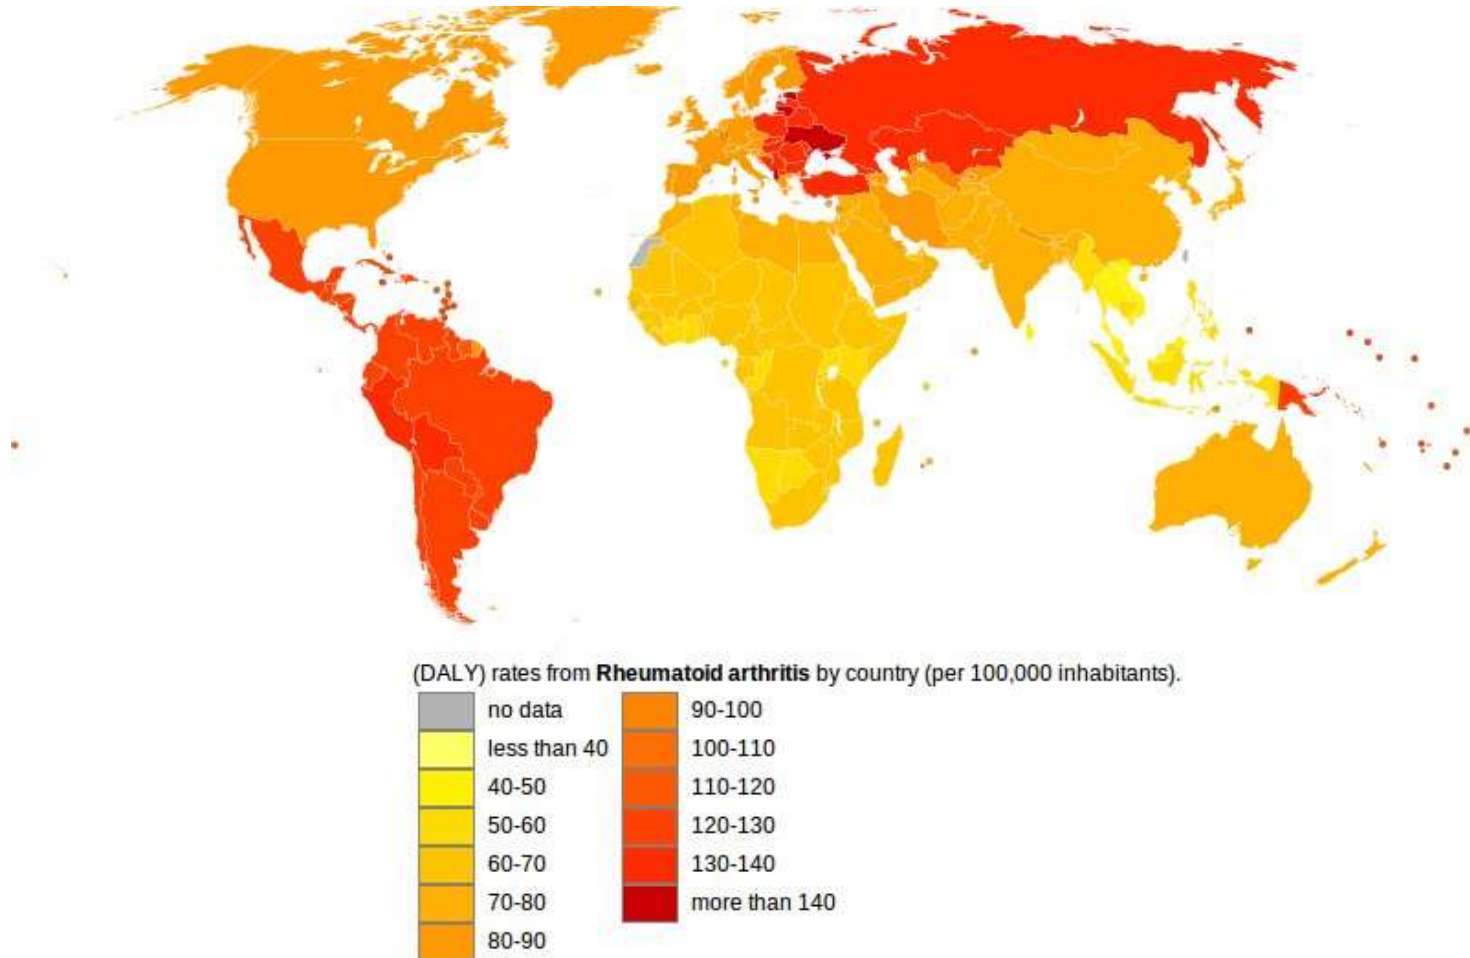 (DALY) rates from Rheumatoid arthritis by country (per 100,000 inhabitants).
no data
less than 40
40-50
50-60
60-70
70-80
80-90
90-100
100-110
110-120
120-130
130-140
more than 140